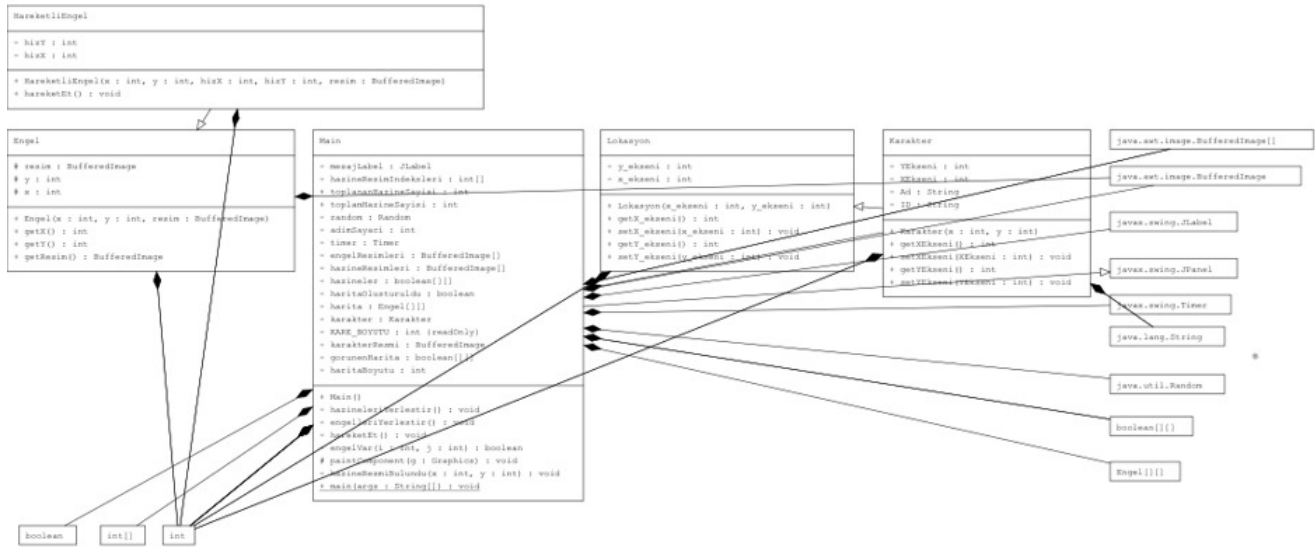 HareketliEngel
- hizY : int
- hizX : int
+ HareketliEngel(x : int, y : int, hizX : int, hizY : int, resim : BufferedImage)
+ hareketEt() : void
Engel
# resim : BufferedImage
# y : int
# x : int
+ Engel(x : int, y : int, resim : BufferedImage)
+ getX() : int
+ getY() : int
+ getResim() : BufferedImage
Main
- mesajLabel : JLabel
- hazineResimIndeksleri : int[]
+ toplananHazineSayisi : int
+ toplamHazineSayisi : int
- random : Random
- adimSayaci : int
- timer : Timer
- engelResimleri : BufferedImage[]
- hazineResimleri : BufferedImage[]
- hazineler : boolean[][]
- haritaOlusturuldu : boolean
- harita : Engel[][]
- karakter : Karakter
- KARE_BOYUTU : int {readOnly}
- karakterResmi : BufferedImage
- gorunenHarita : boolean[][]
- haritaBoyutu : int
+ Main()
- hazineleriYerlestir() : void
- engelleriYerlestir() : void
- hareketEt() : void
- engelVar(i : int, j : int) : boolean
# paintComponent(g : Graphics) : void
- hazineResmiBulundu(x : int, y : int) : void
+ main(args : String[]) : void
Lokasyon
- y_ekseni : int
- x_ekseni : int
+ Lokasyon(x_ekseni : int, y_ekseni : int)
+ getX_ekseni() : int
+ setX_ekseni(x_ekseni : int) : void
+ getY_ekseni() : int
+ setY_ekseni(y_ekseni : int) : void
Karakter
- YEkseni : int
- XEkseni : int
- Ad : String
- ID : String
+ Karakter(x : int, y : int)
+ getXEkseni() : int
+ setXEkseni(XEkseni : int) : void
+ getYEkseni() : int
+ setYEkseni(YEkseni : int) : void
java.awt.image.BufferedImage[]
java.awt.image.BufferedImage
javax.swing.JLabel
javax.swing.JPanel
javax.swing.Timer
java.lang.String
java.util.Random
boolean[][]
Engel[][]
boolean
int[]
int